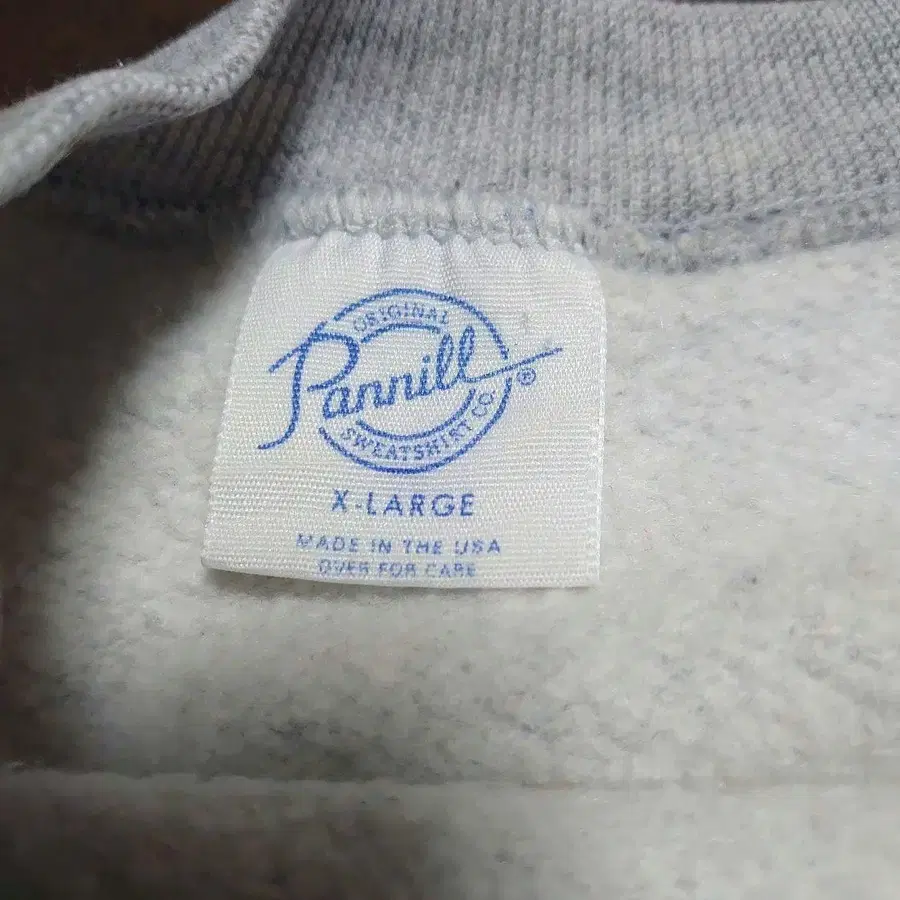 ORIGINAL
Pannill
SWEATSHIRT CO.
®
X-LARGE
MADE IN THE USA
OVER FOR CARE